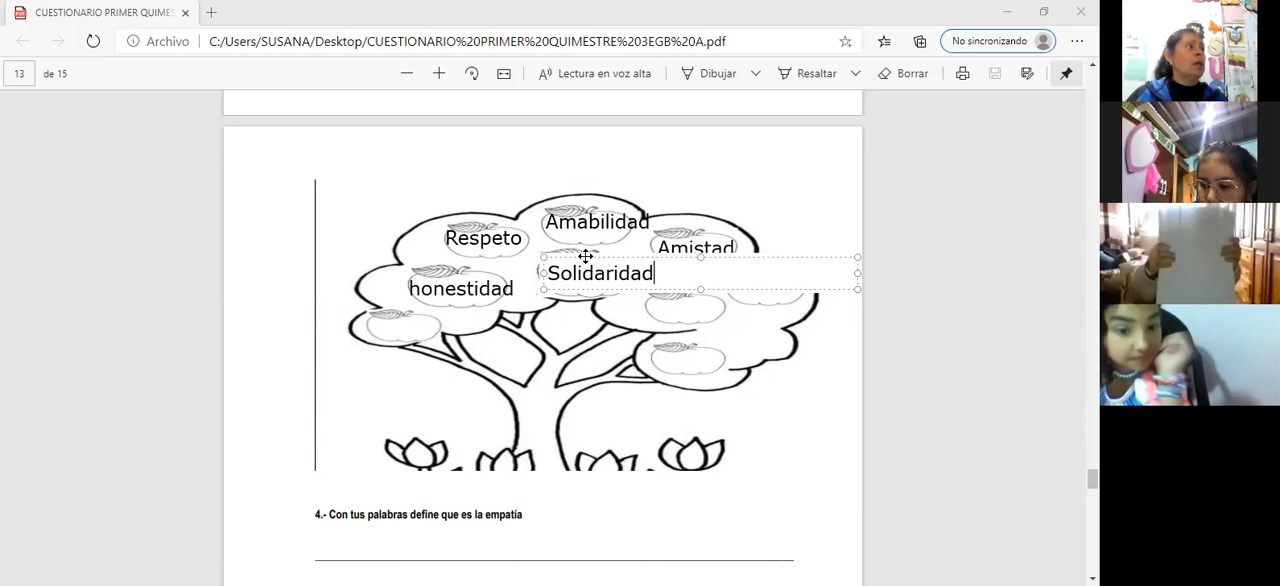 CUESTIONARIO PRIMER QUIMES
Archivo
C:/Users/SUSANA/Desktop/CUESTIONARIO%20PRIMER%20QUIMESTRE%203EGB%20A.pdf
No sincronizando
13 de 15
Lectura en voz alta
Dibujar
Resaltar
Borrar
Amabilidad
Respeto
Amistad
Solidaridad
honestidad
4.- Con tus palabras define que es la empatía